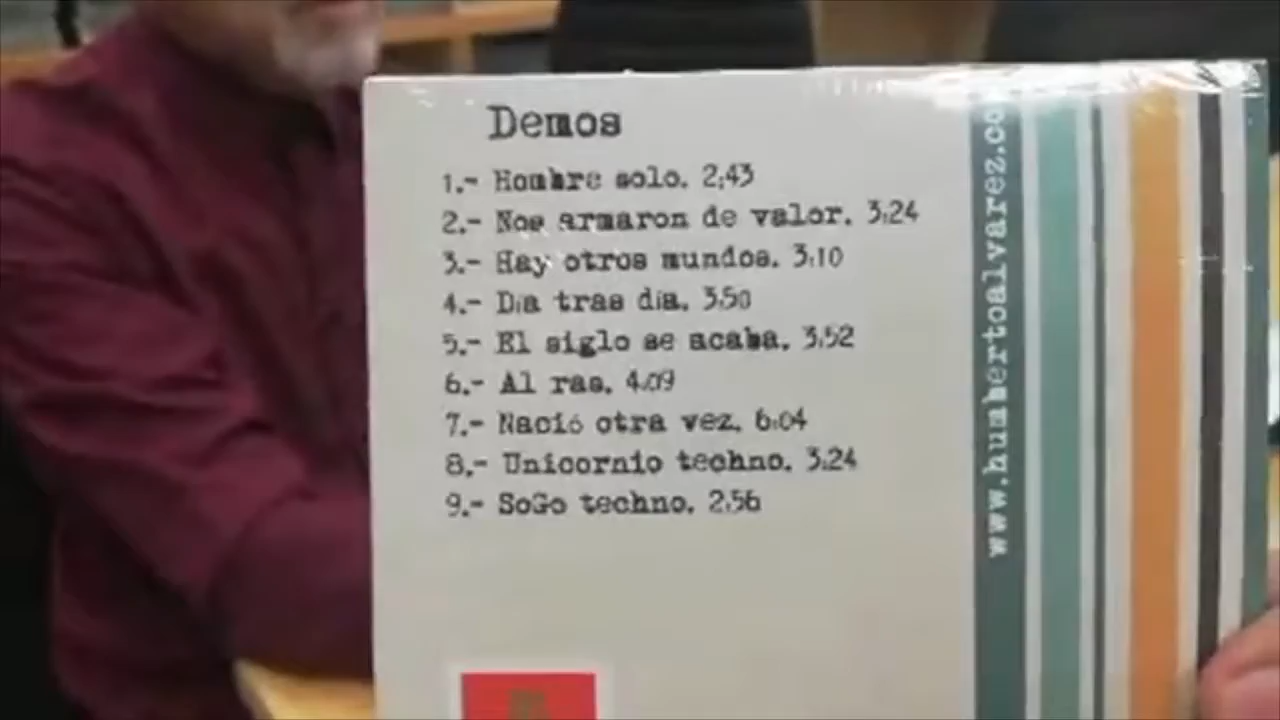 Demos
1.- Hombre solo. 2:43
2.- Nos armaron de valor. 3:24
3.- Hay otros mundos. 3:10
4.- Dia tras dia. 3:50
5.- El siglo se acaba. 3:52
6.- Al ras. 4:09
7.- Nació otra vez. 6:04
8.- Unicornio techno. 3:24
9.- SoGo techno. 2:56
www.humbertoalvarez.co